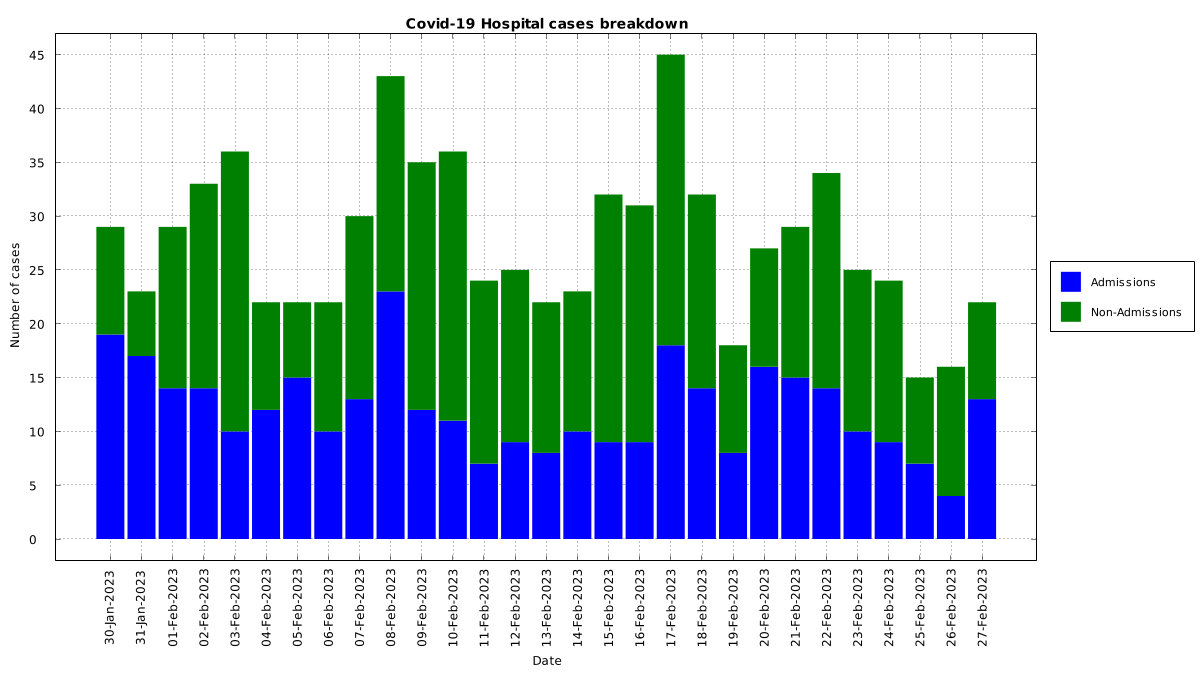 Covid-19 Hospital cases breakdown
Number of cases
45
40
35
30
25
20
15
10
5
0
30-Jan-2023
31-Jan-2023
01-Feb-2023
02-Feb-2023
03-Feb-2023
04-Feb-2023
05-Feb-2023
06-Feb-2023
07-Feb-2023
08-Feb-2023
09-Feb-2023
10-Feb-2023
11-Feb-2023
12-Feb-2023
13-Feb-2023
14-Feb-2023
15-Feb-2023
16-Feb-2023
17-Feb-2023
18-Feb-2023
19-Feb-2023
20-Feb-2023
21-Feb-2023
22-Feb-2023
23-Feb-2023
24-Feb-2023
25-Feb-2023
26-Feb-2023
27-Feb-2023
Date
Admissions
Non-Admissions